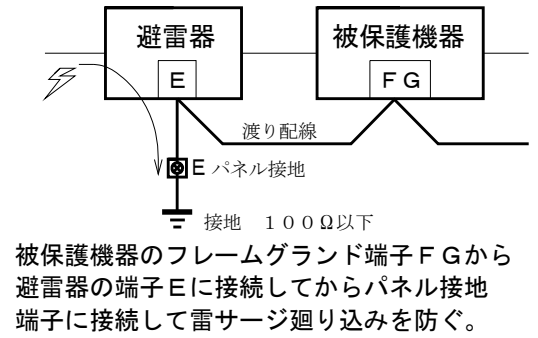 避雷器
被保護機器
E
ＦＧ
渡り配線
E パネル接地
接地　１００Ω以下
被保護機器のフレームグランド端子ＦＧから
避雷器の端子Ｅに接続してからパネル接地
端子に接続して雷サージ廻り込みを防ぐ。